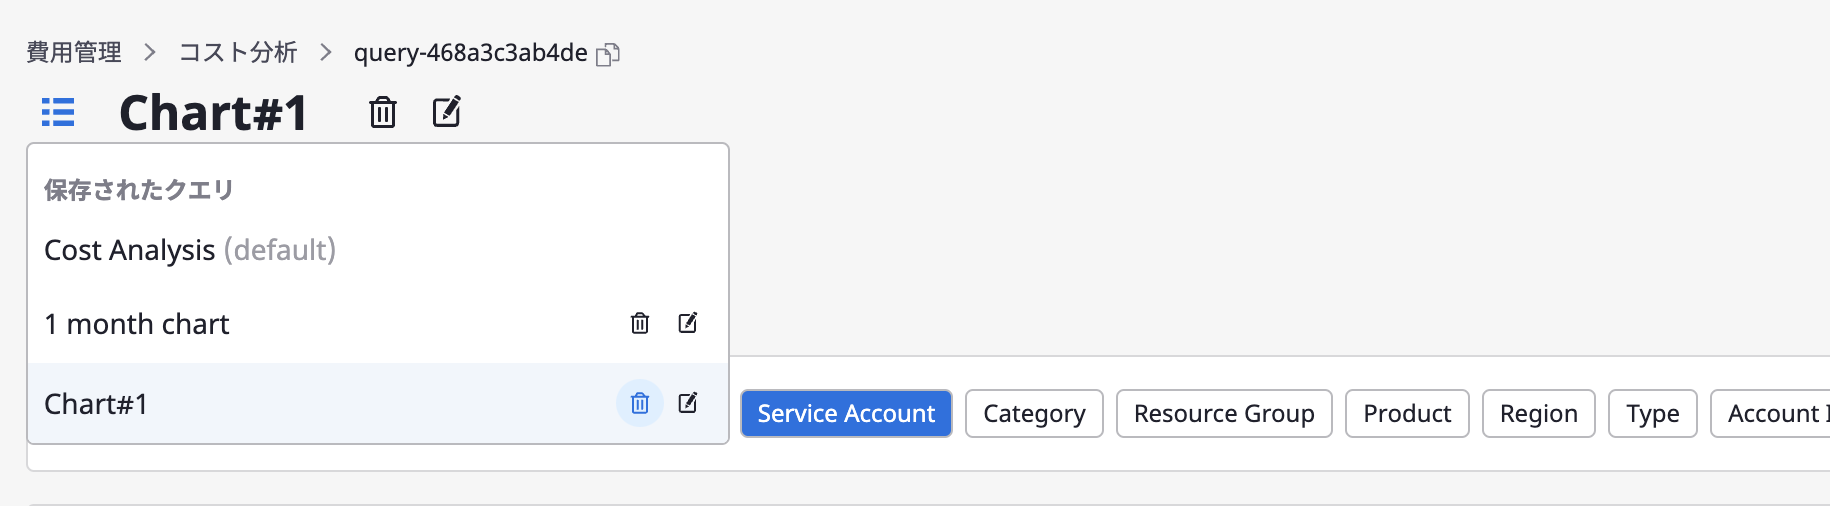 費用管理 > コスト分析 > query-468a3c3ab4de
Chart#1
保存されたクエリ
Cost Analysis (default)
1 month chart
Chart#1
Service Account Category Resource Group Product Region Type Account